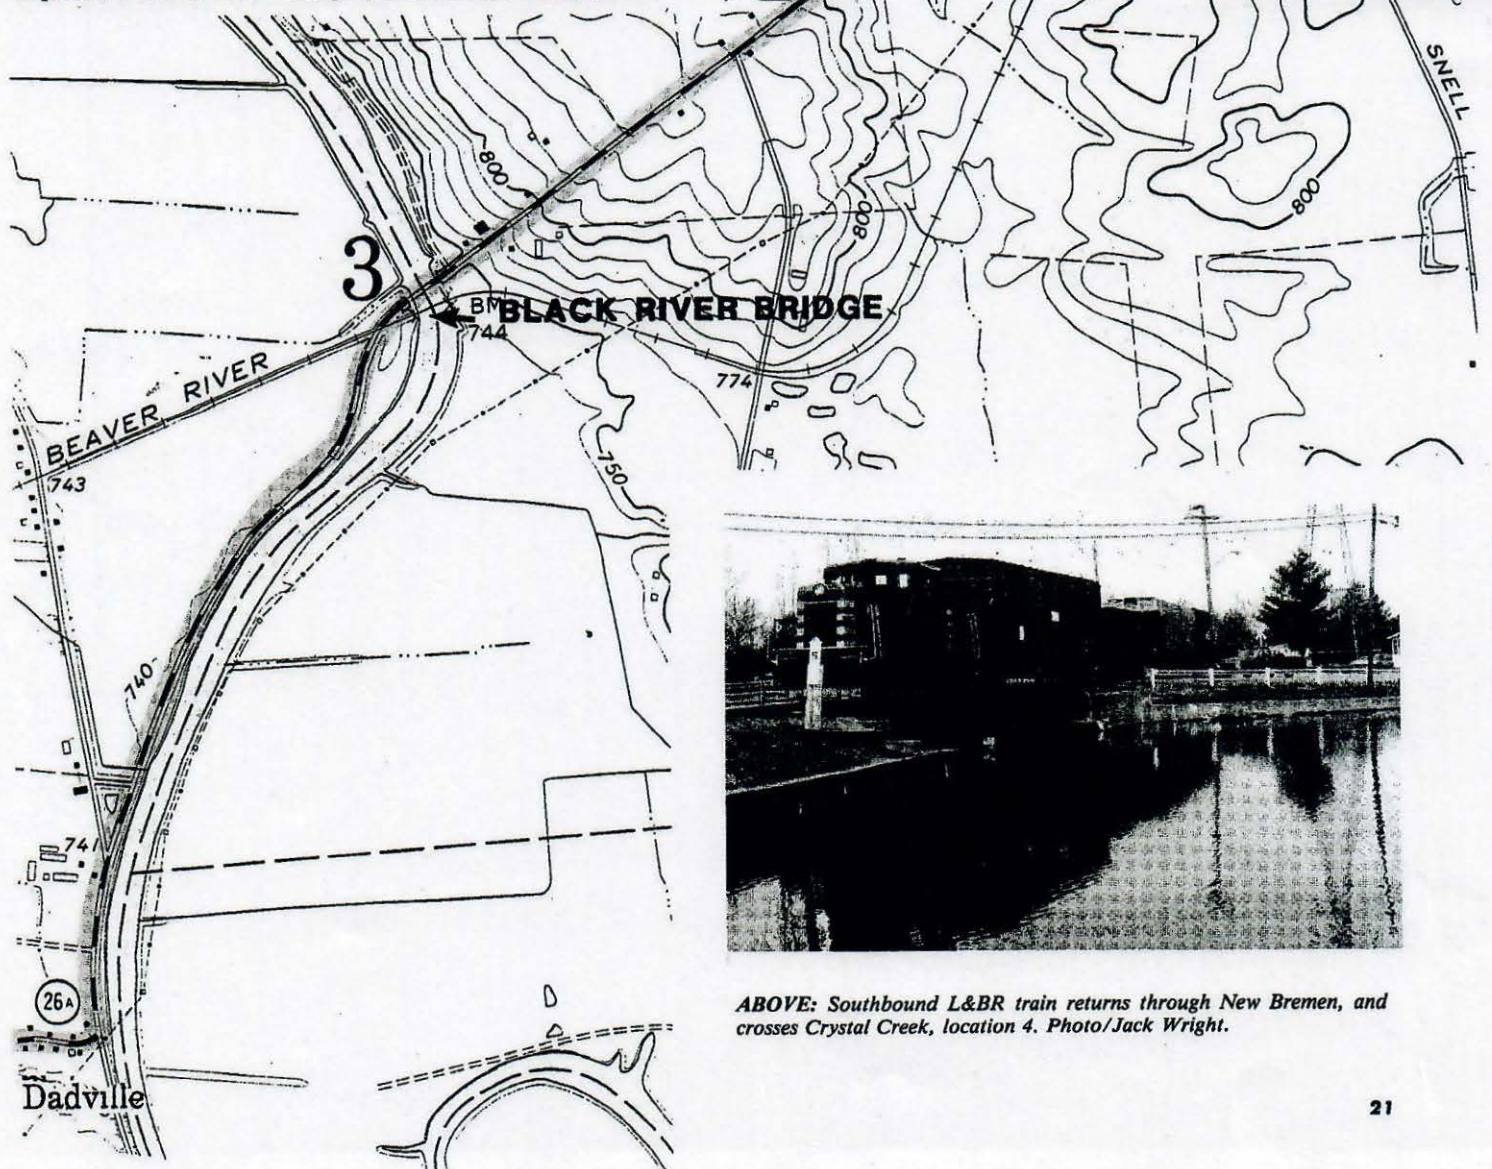 SNELL
800
800
800
3
BM BLACK RIVER BRIDGE
744
BEAVER RIVER
774
743
750
740
741
26A
Dadville
S
ABOVE: Southbound L&BR train returns through New Bremen, and
crosses Crystal Creek, location 4. Photo/Jack Wright.
21